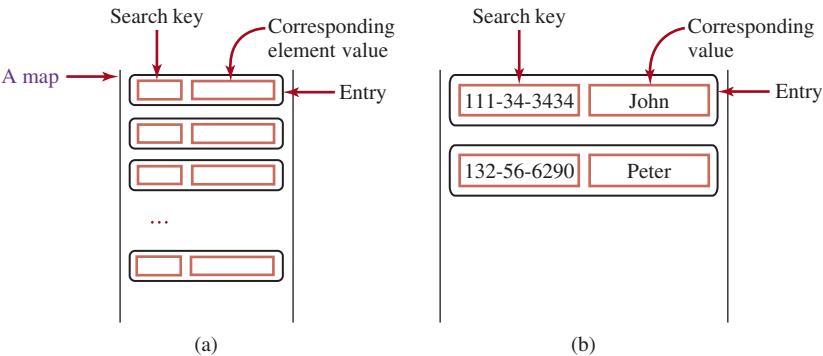 Search key
Corresponding
element value
A map
Entry
...
(a)
Search key
Corresponding
value
111-34-3434
John
Entry
132-56-6290
Peter
(b)